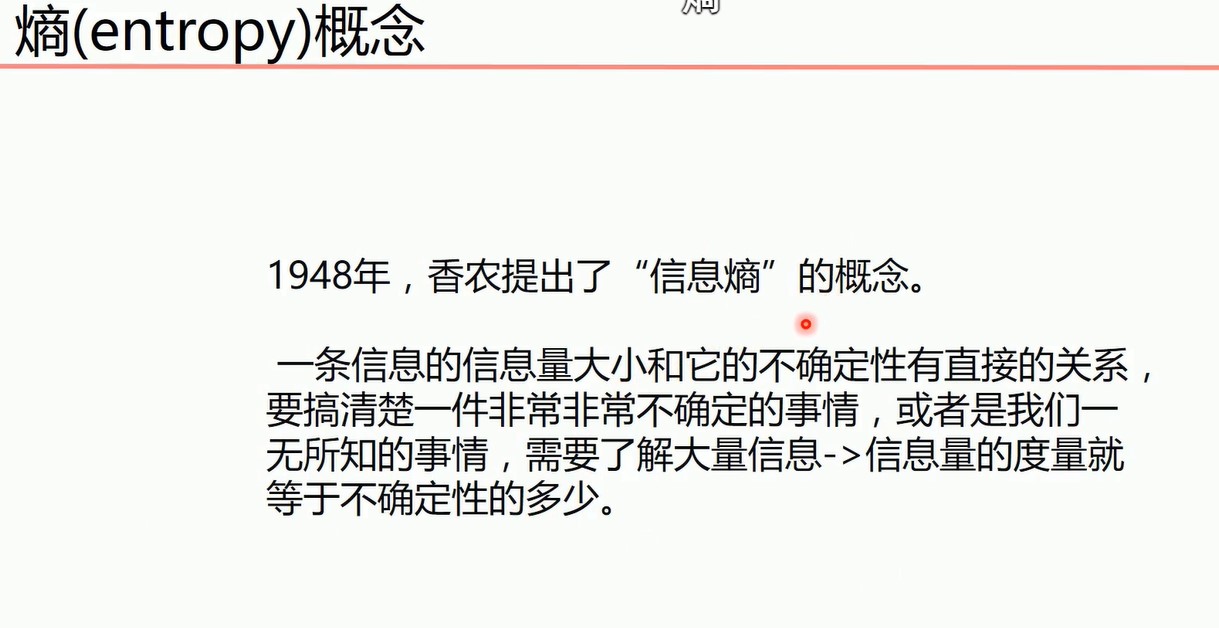 熵
熵(entropy)概念
1948年，香农提出了“信息熵”的概念。
一条信息的信息量大小和它的不确定性有直接的关系，
要搞清楚一件非常非常不确定的事情，或者是我们一
无所知的事情，需要了解大量信息->信息量的度量就
等于不确定性的多少。